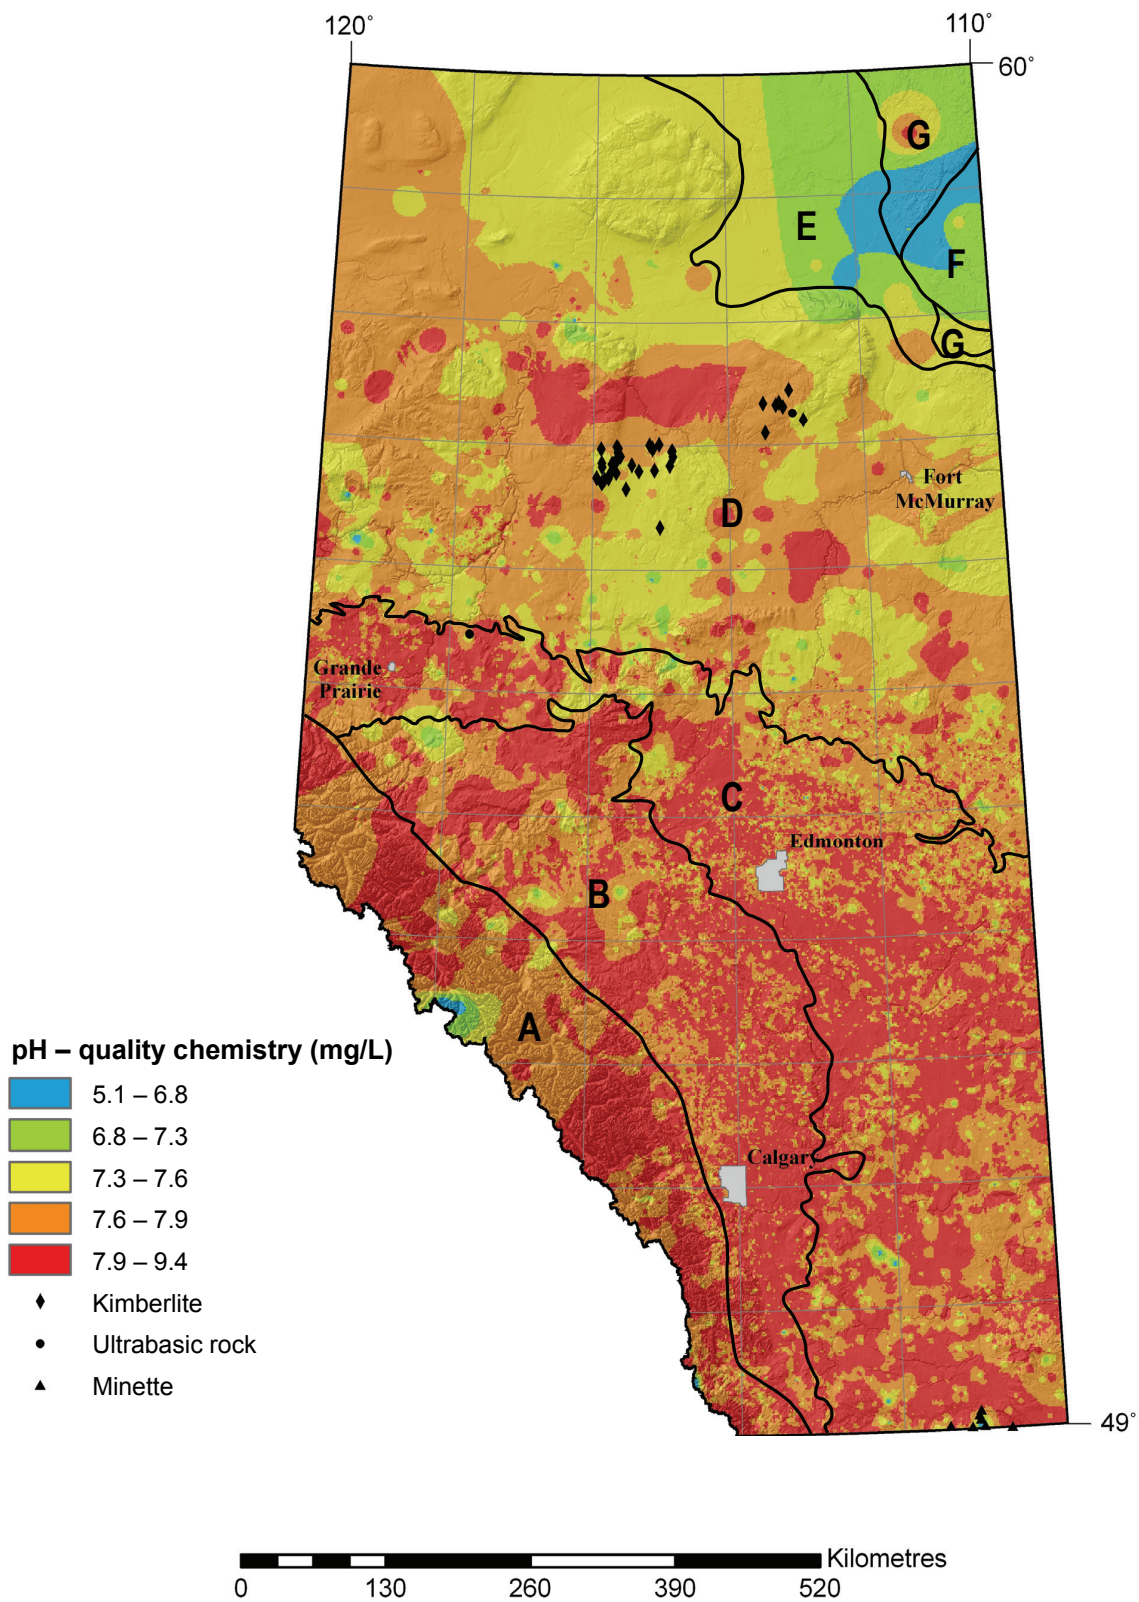 120°
110°
60°
G
E
F
G
Fort
McMurray
D
Grande
Prairie
C
Edmonton
B
A
pH – quality chemistry (mg/L)
5.1 – 6.8
6.8 – 7.3
7.3 – 7.6
7.6 – 7.9
7.9 – 9.4
Kimberlite
Ultrabasic rock
Minette
Calgary
49°
Kilometres
0 130 260 390 520